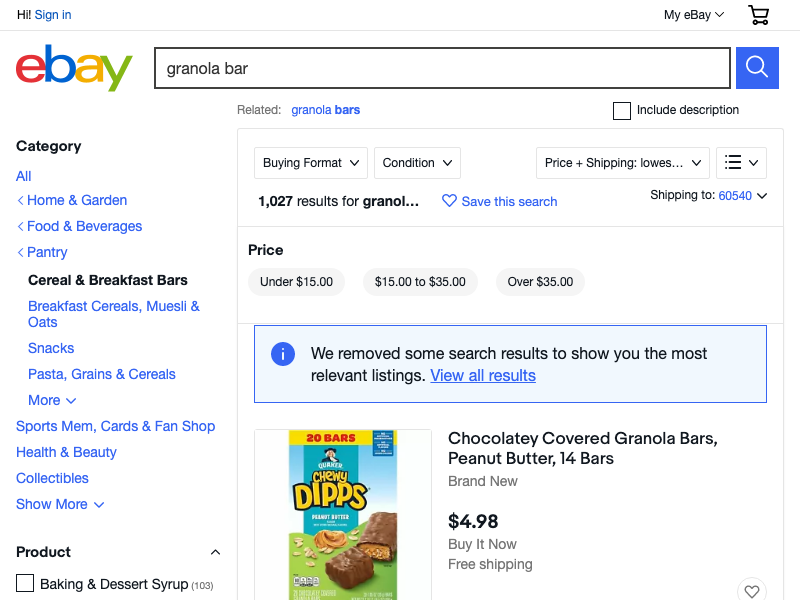 Hi! Sign in
My eBay
ebay
granola bar
Related: granola bars
Include description
Category
All
Home & Garden
Food & Beverages
Pantry
Cereal & Breakfast Bars
Breakfast Cereals, Muesli &
Oats
Snacks
Pasta, Grains & Cereals
More
Sports Mem, Cards & Fan Shop
Health & Beauty
Collectibles
Show More
Product
Baking & Dessert Syrup (103)
Buying Format
Condition
Price + Shipping: lowes...
1,027 results for granol...
Save this search
Shipping to: 60540
Price
Under $15.00
$15.00 to $35.00
Over $35.00
We removed some search results to show you the most
relevant listings. View all results
20 BARS
QUAKER
CHEWY
DIPPS
PEANUT BUTTER
Chocolatey Covered Granola Bars,
Peanut Butter, 14 Bars
Brand New
$4.98
Buy It Now
Free shipping